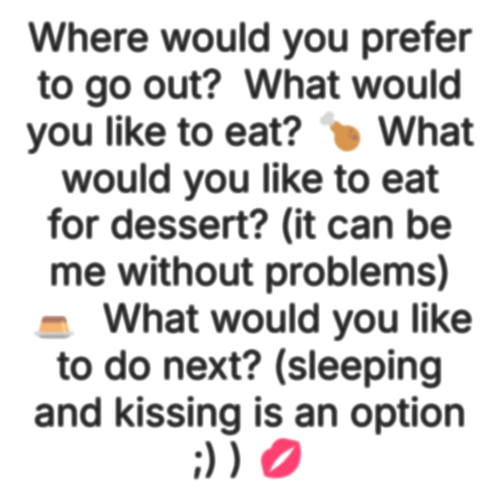 Where would you prefer
to go out?  What would
you like to eat? 🍗 What
would you like to eat
for dessert? (it can be
me without problems)
🍮  What would you like
to do next? (sleeping
and kissing is an option
;) ) 💋